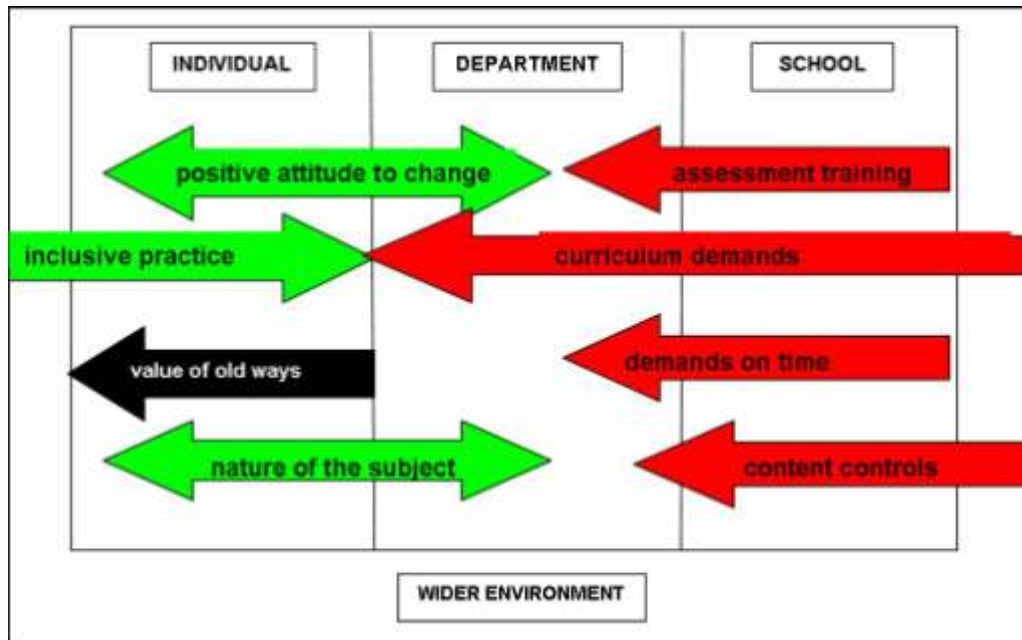 INDIVIDUAL
DEPARTMENT
SCHOOL
positive attitude to change
assessment training
inclusive practice
curriculum demands
value of old ways
demands on time
nature of the subject
content controls
WIDER ENVIRONMENT